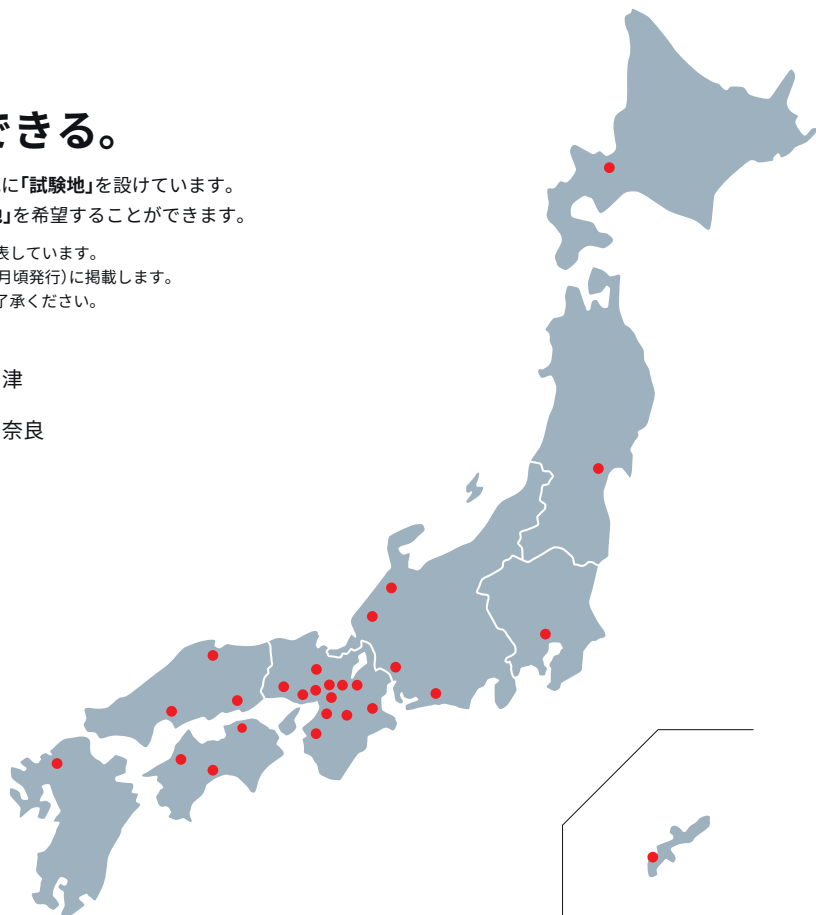 できる。
に「試験地」を設けています。
地」を希望することができます。
表しています。
月頃発行）に掲載します。
了承ください。
津
奈良